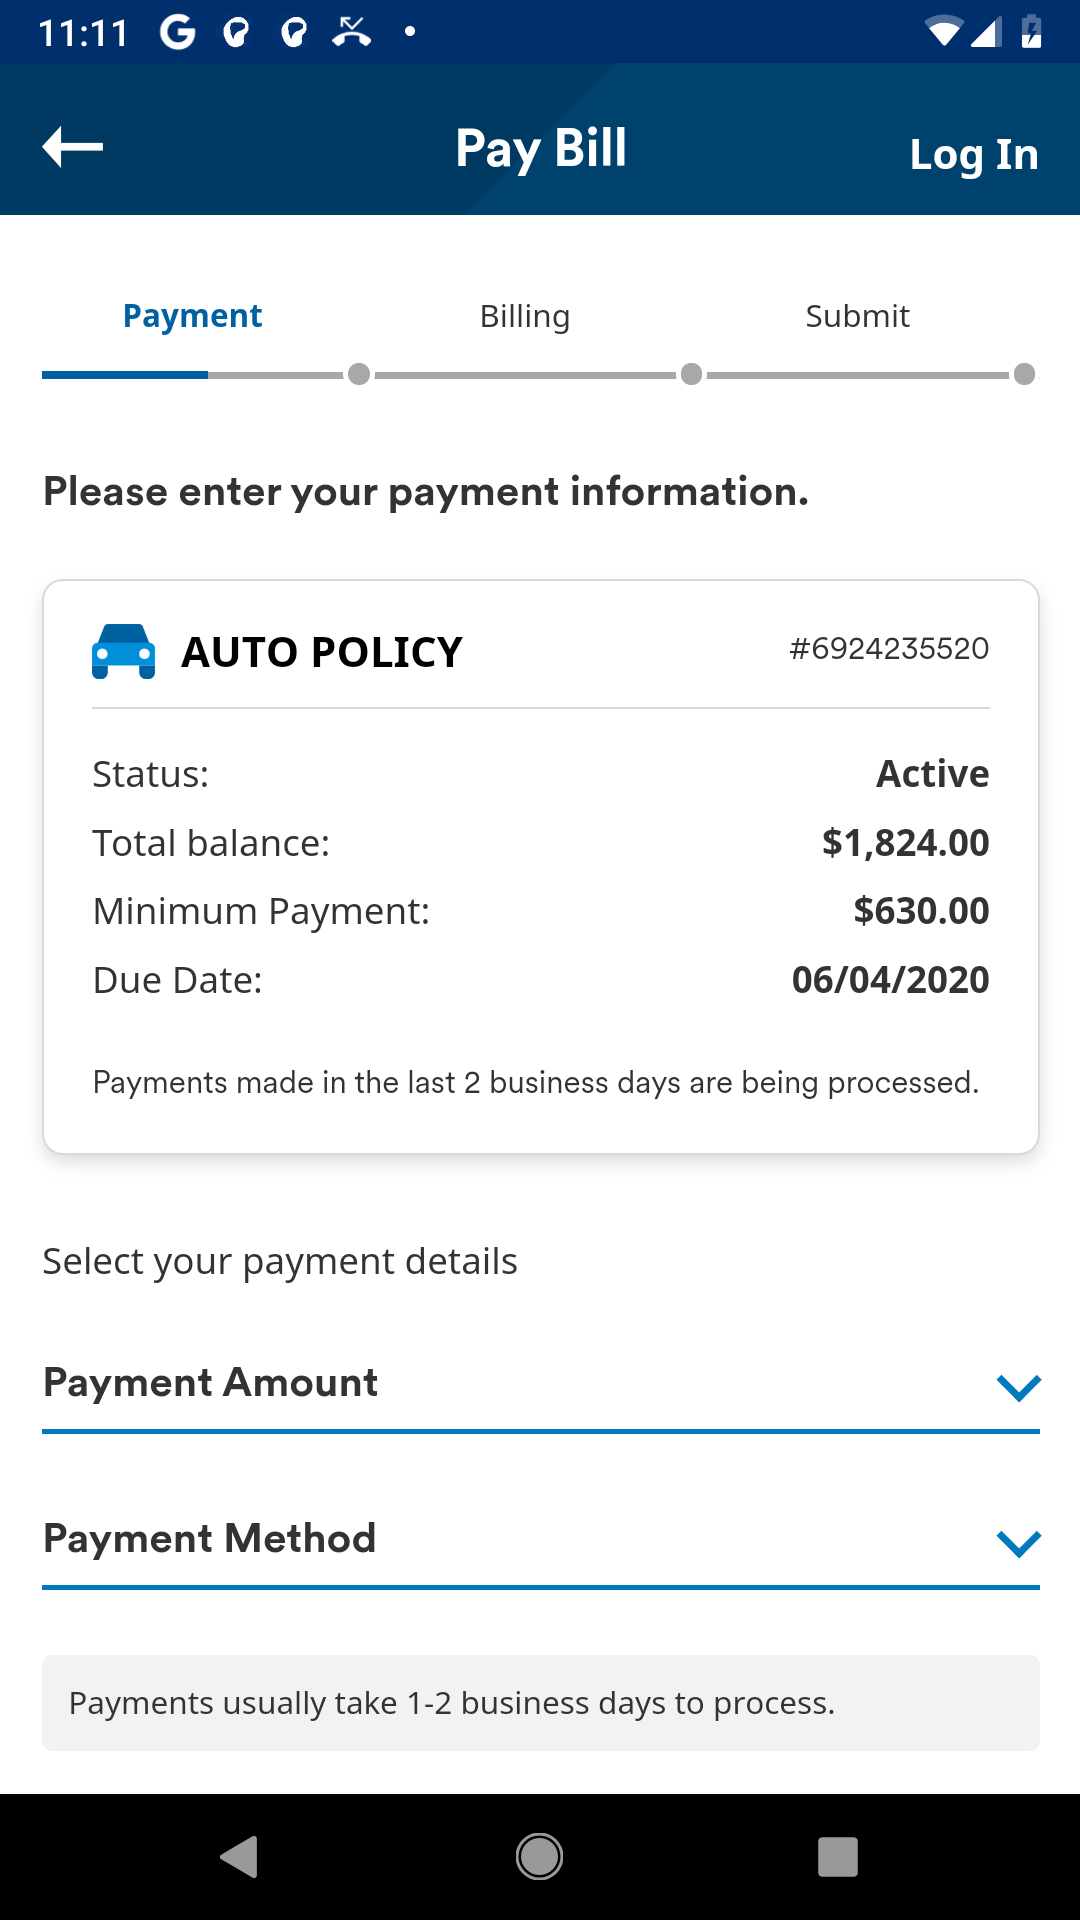 11:11
Pay Bill
Log In
Payment
Billing
Submit
Please enter your payment information.
AUTO POLICY
#6924235520
Status:
Active
Total balance:
$1,824.00
Minimum Payment:
$630.00
Due Date:
06/04/2020
Payments made in the last 2 business days are being processed.
Select your payment details
Payment Amount
Payment Method
Payments usually take 1-2 business days to process.